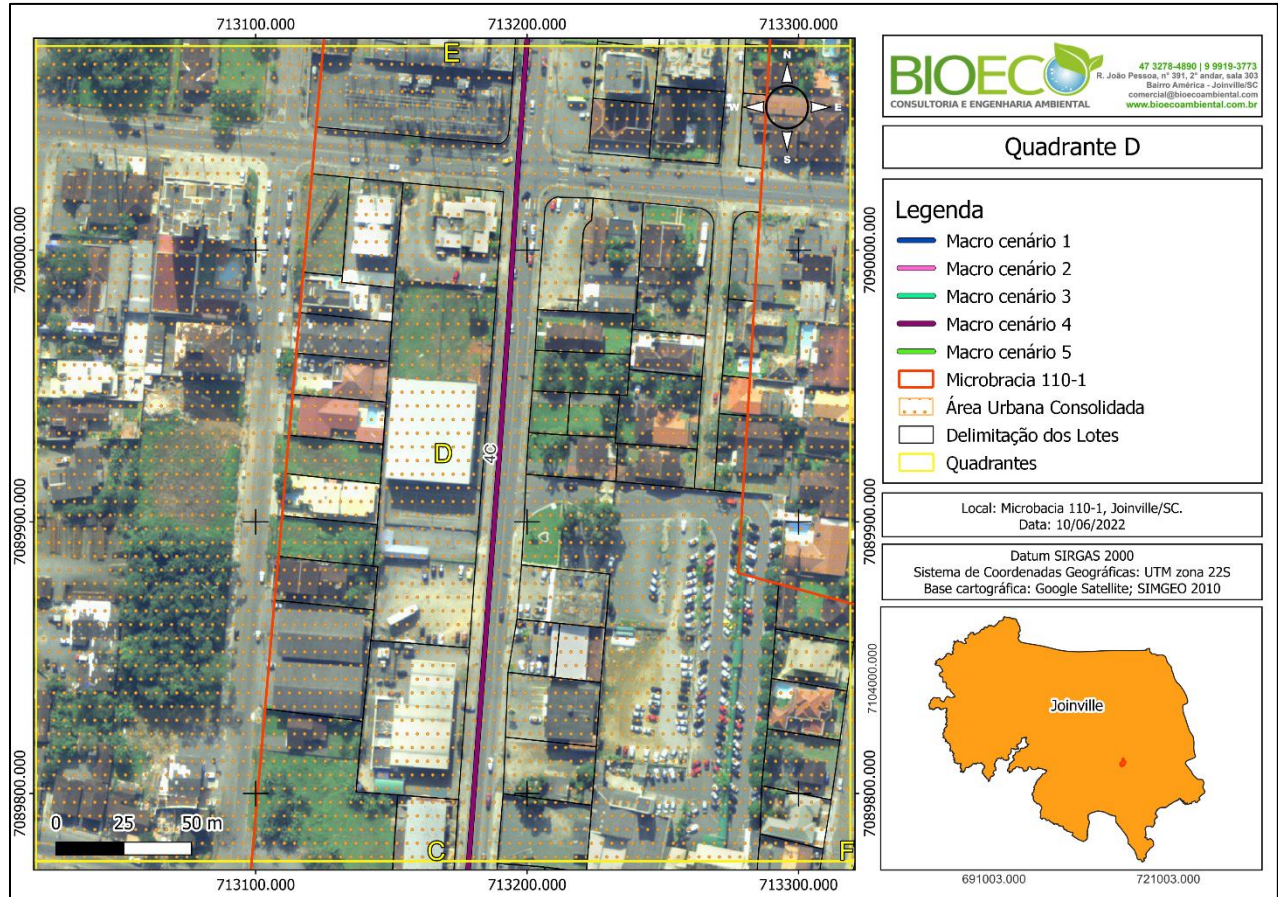 713100.000
713200.000
713300.000
E
N
W
E
S
7090000.000
7090000.000
D
4C
7089900.000
7089900.000
7089800.000
7089800.000
0 25 50 m
C
F
713100.000
713200.000
713300.000
BIOECO
CONSULTORIA E ENGENHARIA AMBIENTAL
47 3278-4890 | 9 9919-3773
R. João Pessoa, nº 391, 2° andar, sala 303
Bairro América - Joinville/SC
comercial@bioecoambiental.com
www.bioecoambiental.com.br
Quadrante D
Legenda
Macro cenário 1
Macro cenário 2
Macro cenário 3
Macro cenário 4
Macro cenário 5
Microbracia 110-1
Área Urbana Consolidada
Delimitação dos Lotes
Quadrantes
Local: Microbacia 110-1, Joinville/SC.
Data: 10/06/2022
Datum SIRGAS 2000
Sistema de Coordenadas Geográficas: UTM zona 22S
Base cartográfica: Google Satellite; SIMGEO 2010
7104003.000
Joinville
691003.000
721003.000